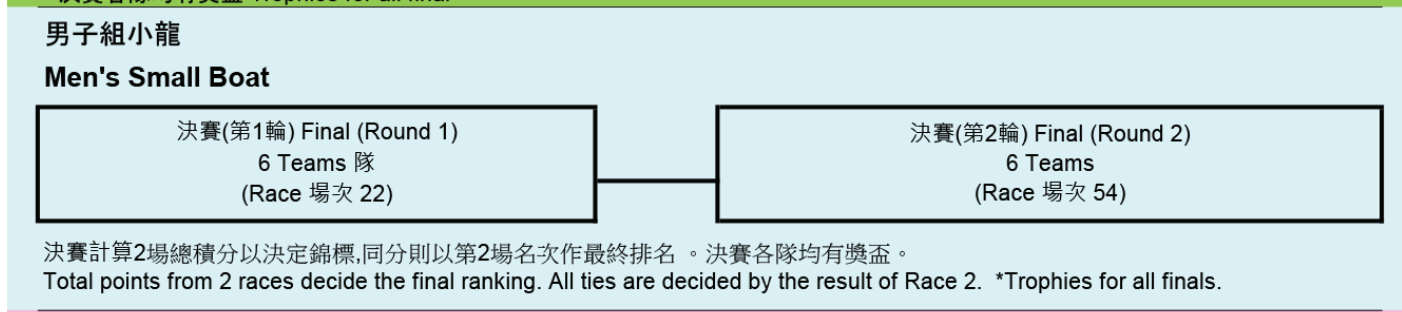 Trophies for all final
男子組小龍
Men's Small Boat
決賽(第1輪) Final (Round 1)
6 Teams 隊
(Race 場次 22)
決賽(第2輪) Final (Round 2)
6 Teams
(Race 場次 54)
決賽計算2場總積分以決定錦標,同分則以第2場名次作最終排名 。決賽各隊均有獎盃。
Total points from 2 races decide the final ranking. All ties are decided by the result of Race 2. *Trophies for all finals.